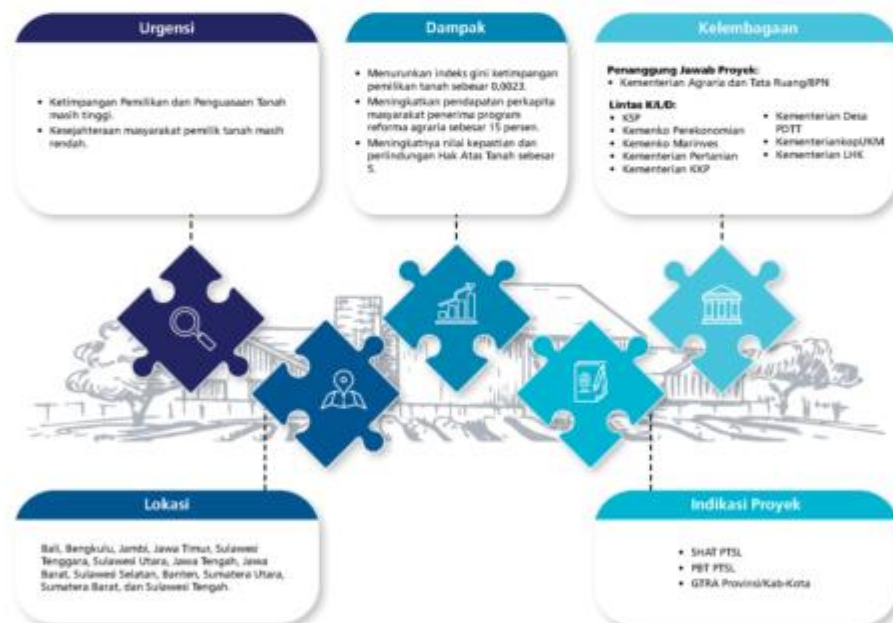 Urgensi
• Ketimpangan Pemilikan dan Penguasaan Tanah
masih tinggi.
• Kesejahteraan masyarakat pemilik tanah masih
rendah.
Dampak
• Menurunkan indeks gini ketimpangan
pemilikan tanah sebesar 0,0023.
• Meningkatkan pendapatan perkapita
masyarakat penerima program
reforma agraria sebesar 15 persen.
• Meningkatnya nilai kepastian dan
perlindungan Hak Atas Tanah sebesar
5.
Kelembagaan
Penanggung Jawab Proyek:
• Kementerian Agraria dan Tata Ruang/BPN
Lintas K/L/D:
• KSP
• Kemenko Perekonomian
• Kemenko Marinves
• Kementerian Pertanian
• Kementerian KKP
• Kementerian Desa
PDTT
• KementeriankopUKM
• Kementerian LHK
Lokasi
Bali, Bengkulu, Jambi, Jawa Timur, Sulawesi
Tenggara, Sulawesi Utara, Jawa Tengah, Jawa
Barat, Sulawesi Selatan, Banten, Sumatera Utara,
Sumatera Barat, dan Sulawesi Tengah.
Indikasi Proyek
• SHAT PTSL
• PBT PTSL
• GTRA Provinsi/Kab-Kota